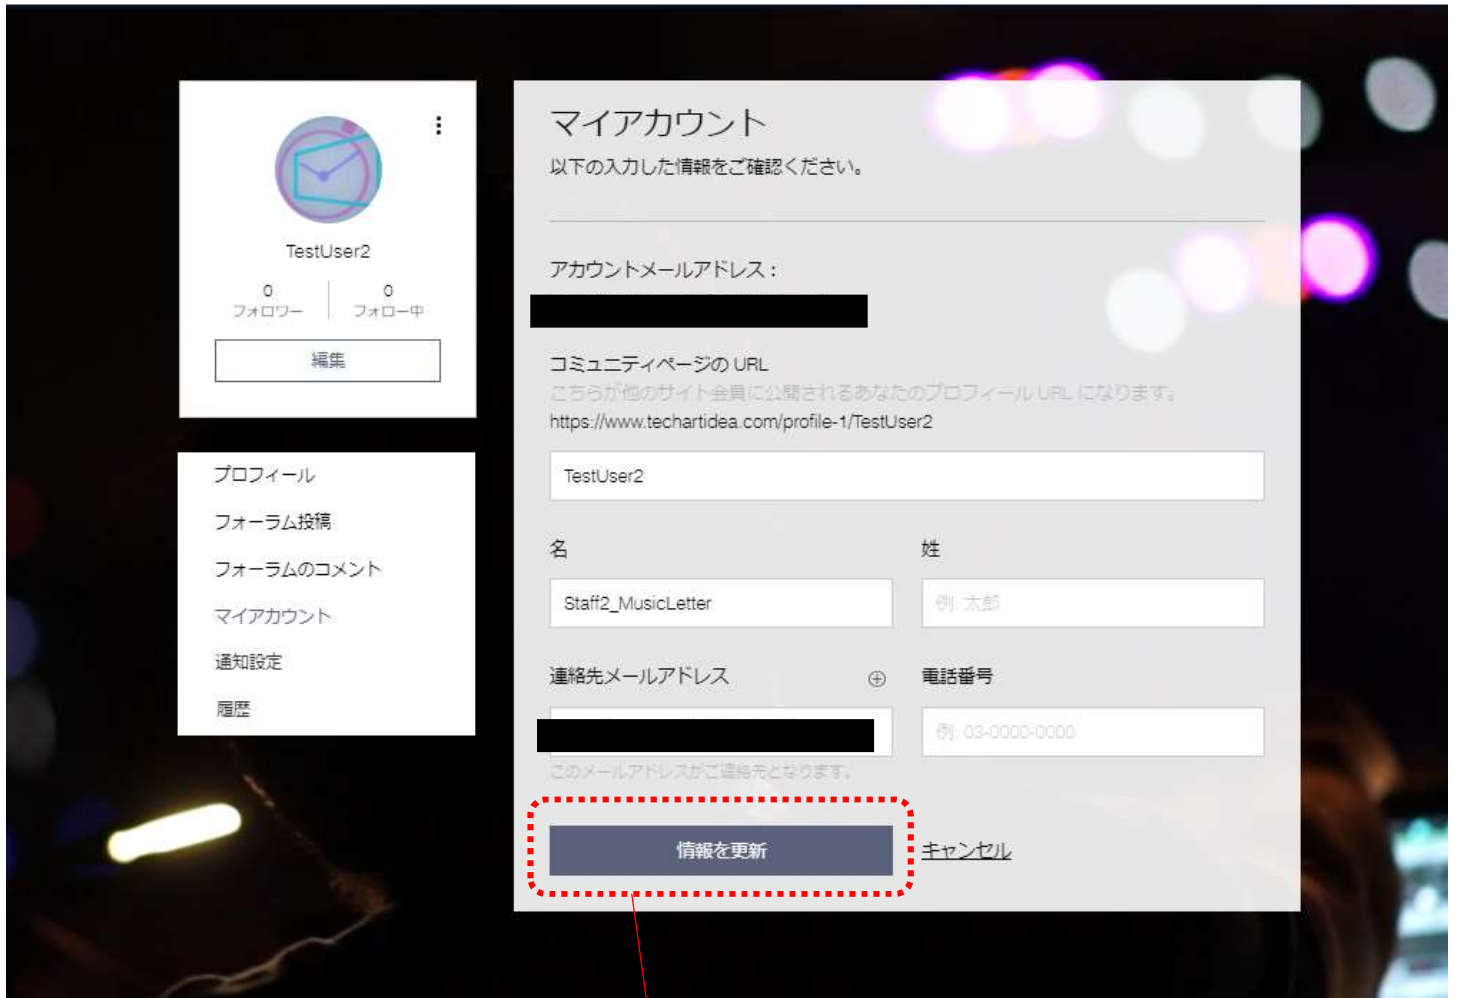 TestUser2
0
フォロワー
0
フォロー中
編集
プロフィール
フォーラム投稿
フォーラムのコメント
マイアカウント
通知設定
履歴
マイアカウント
以下の入力した情報をご確認ください。
アカウントメールアドレス：
コミュニティページの URL
こちらが他のサイト会員に公開されるあなたのプロフィール URL になります。
https://www.techartidea.com/profile-1/TestUser2
TestUser2
名
姓
Staff2_MusicLetter
例: 太郎
連絡先メールアドレス
電話番号
例: 03-0000-0000
このメールアドレスがご連絡先となります。
情報を更新
キャンセル